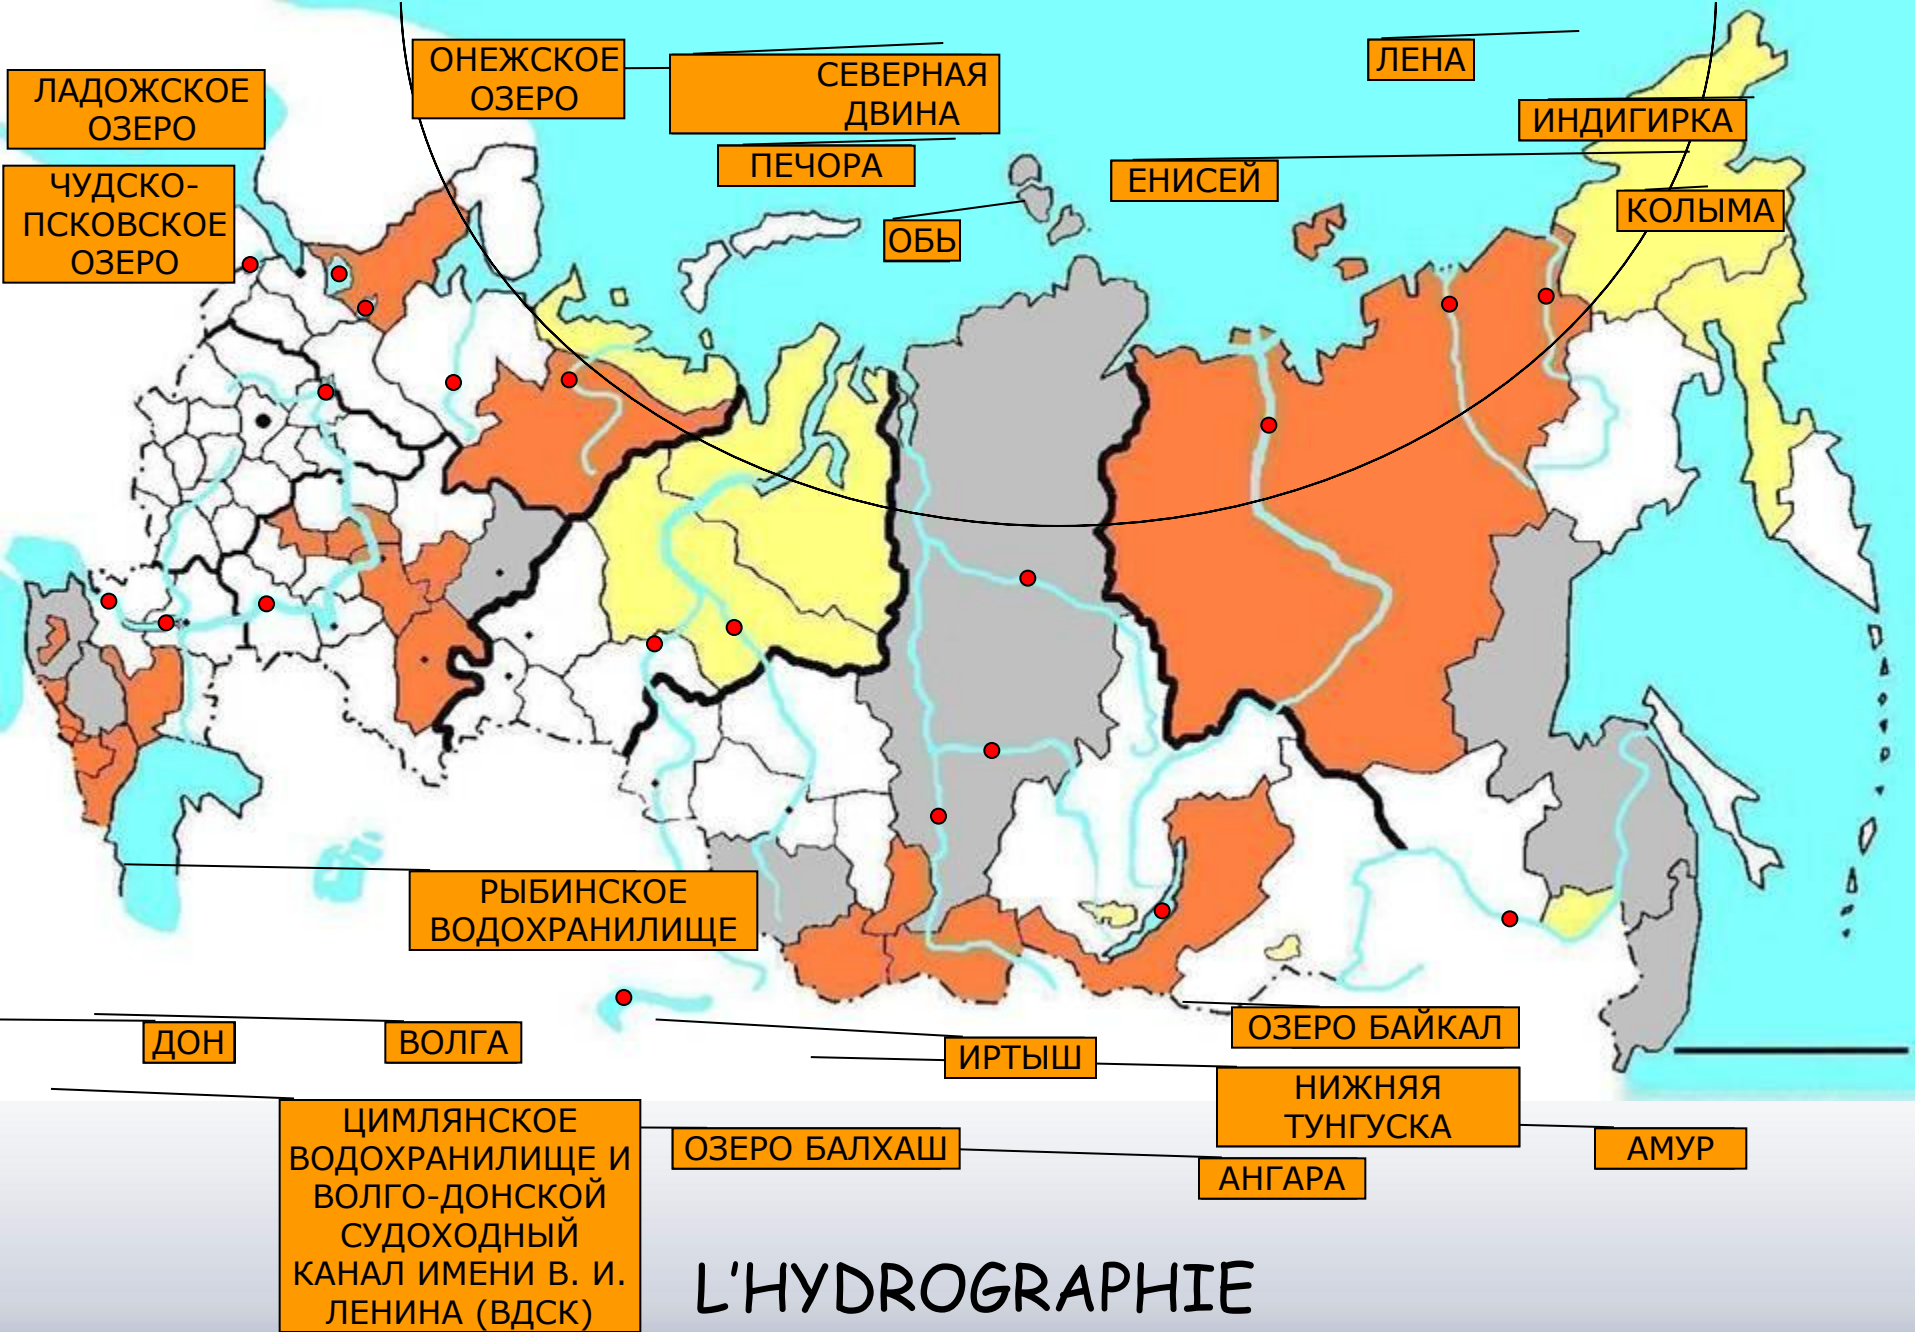 ОНЕЖСКОЕ
ОЗЕРО
СЕВЕРНАЯ
ДВИНА
ЛЕНА
ЛАДОЖСКОЕ
ОЗЕРО
ИНДИГИРКА
ПЕЧОРА
ЕНИСЕЙ
ЧУДСКО-
ПСКОВСКОЕ
ОЗЕРО
КОЛЫМА
ОБЬ
РЫБИНСКОЕ
ВОДОХРАНИЛИЩЕ
ДОН
ВОЛГА
ОЗЕРО БАЙКАЛ
ИРТЫШ
НИЖНЯЯ
ТУНГУСКА
ЦИМЛЯНСКОЕ
ВОДОХРАНИЛИЩЕ И
ВОЛГО-ДОНСКОЙ
СУДОХОДНЫЙ
КАНАЛ ИМЕНИ В. И.
ЛЕНИНА (ВДСК)
ОЗЕРО БАЛХАШ
АМУР
АНГАРА
L'HYDROGRAPHIE